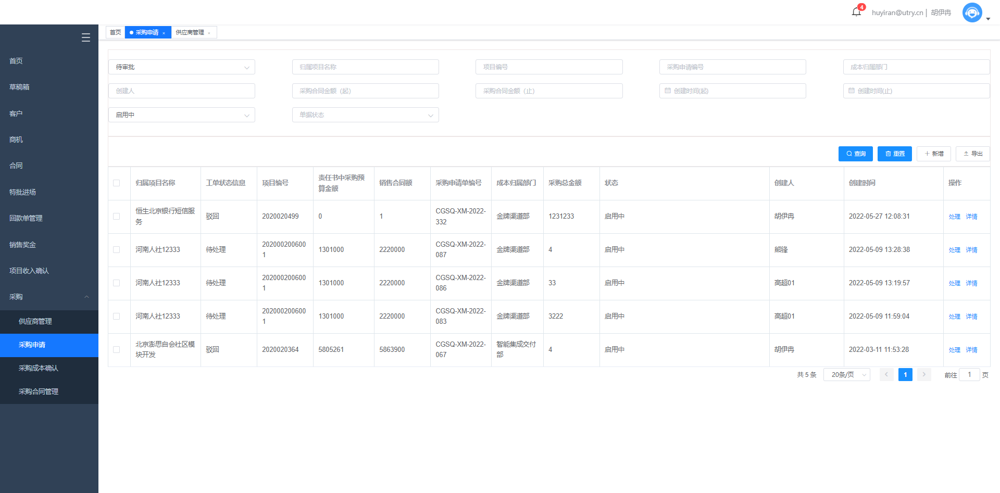 4
huyiran@utry.cn | 胡伊冉
首页
采购申请 ×
供应商管理 ×
首页
草稿箱
客户
商机
合同
特批进场
回款单管理
销售奖金
项目收入确认
采购
供应商管理
采购申请
采购成本确认
采购合同管理
待审批 归属项目名称 项目编号 采购申请编号 成本归属部门
创建人 采购合同金额（起） 采购合同金额（止） 创建时间(起) 创建时间(止)
启用中 单据状态
查询 重置 新增 导出
归属项目名称 工单状态信息 项目编号 责任书中采购预算金额 销售合同额 采购申请单编号 成本归属部门 采购总金额 状态 创建人 创建时间 操作
恒生北京银行短信服务 驳回 2020020499 0 1 CGSQ-XM-2022-332 金牌渠道部 1231233 启用中 胡伊冉 2022-05-27 12:08:31 处理 详情
河南人社12333 待处理 2020002006001 1301000 2220000 CGSQ-XM-2022-087 金牌渠道部 4 启用中 熊锋 2022-05-09 13:28:38 处理 详情
河南人社12333 待处理 2020002006001 1301000 2220000 CGSQ-XM-2022-086 金牌渠道部 33 启用中 高超01 2022-05-09 13:19:57 处理 详情
河南人社12333 待处理 2020002006001 1301000 2220000 CGSQ-XM-2022-083 金牌渠道部 3222 启用中 高超01 2022-05-09 11:59:04 处理 详情
北京澎思自会社区模块开发 驳回 2020020364 5805261 5863900 CGSQ-XM-2022-067 智能集成交付部 4 启用中 胡伊冉 2022-03-11 11:53:28 处理 详情
共 5 条 20条/页 1 前往 1 页